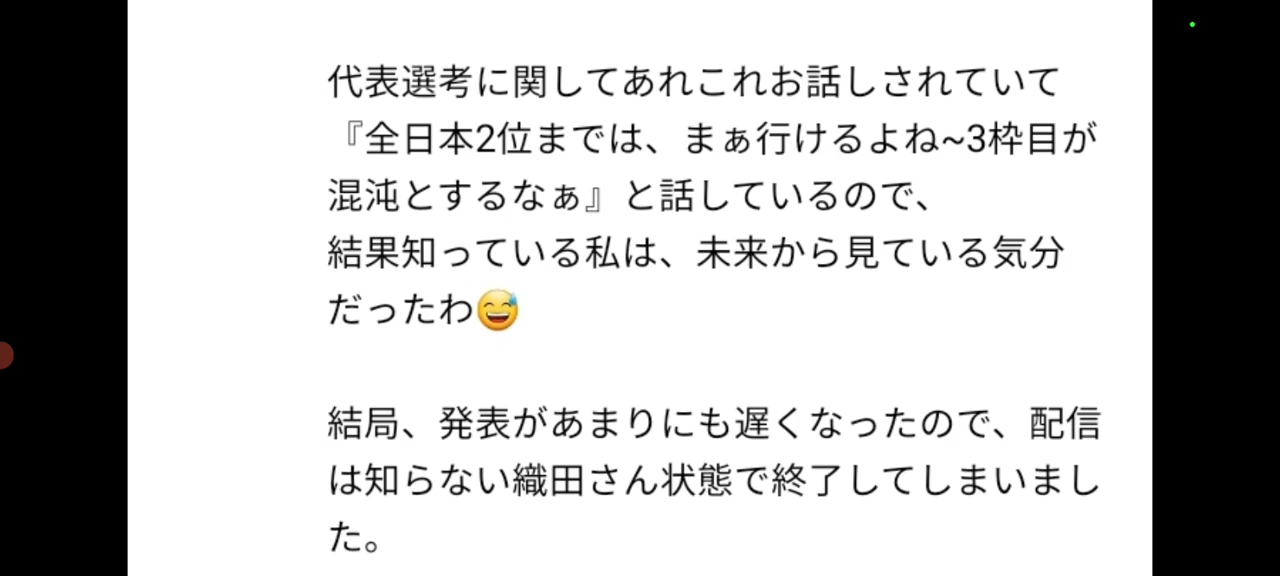 代表選考に関してあれこれお話しされていて
『全日本2位までは、まぁ行けるよね~3枠目が
混沌とするなぁ』と話しているので、
結果知っている私は、未来から見ている気分
だったわ😅
結局、発表があまりにも遅くなったので、配信
は知らない織田さん状態で終了してしまいまし
た。